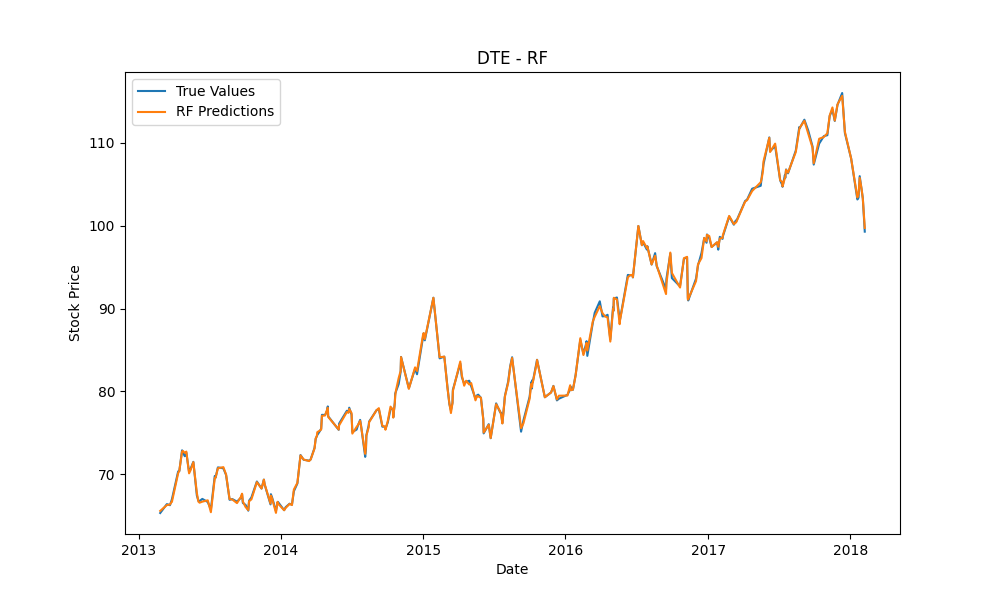 DTE - RF
True Values
RF Predictions
110
100
90
80
70
Stock Price
2013
2014
2015
2016
2017
2018
Date